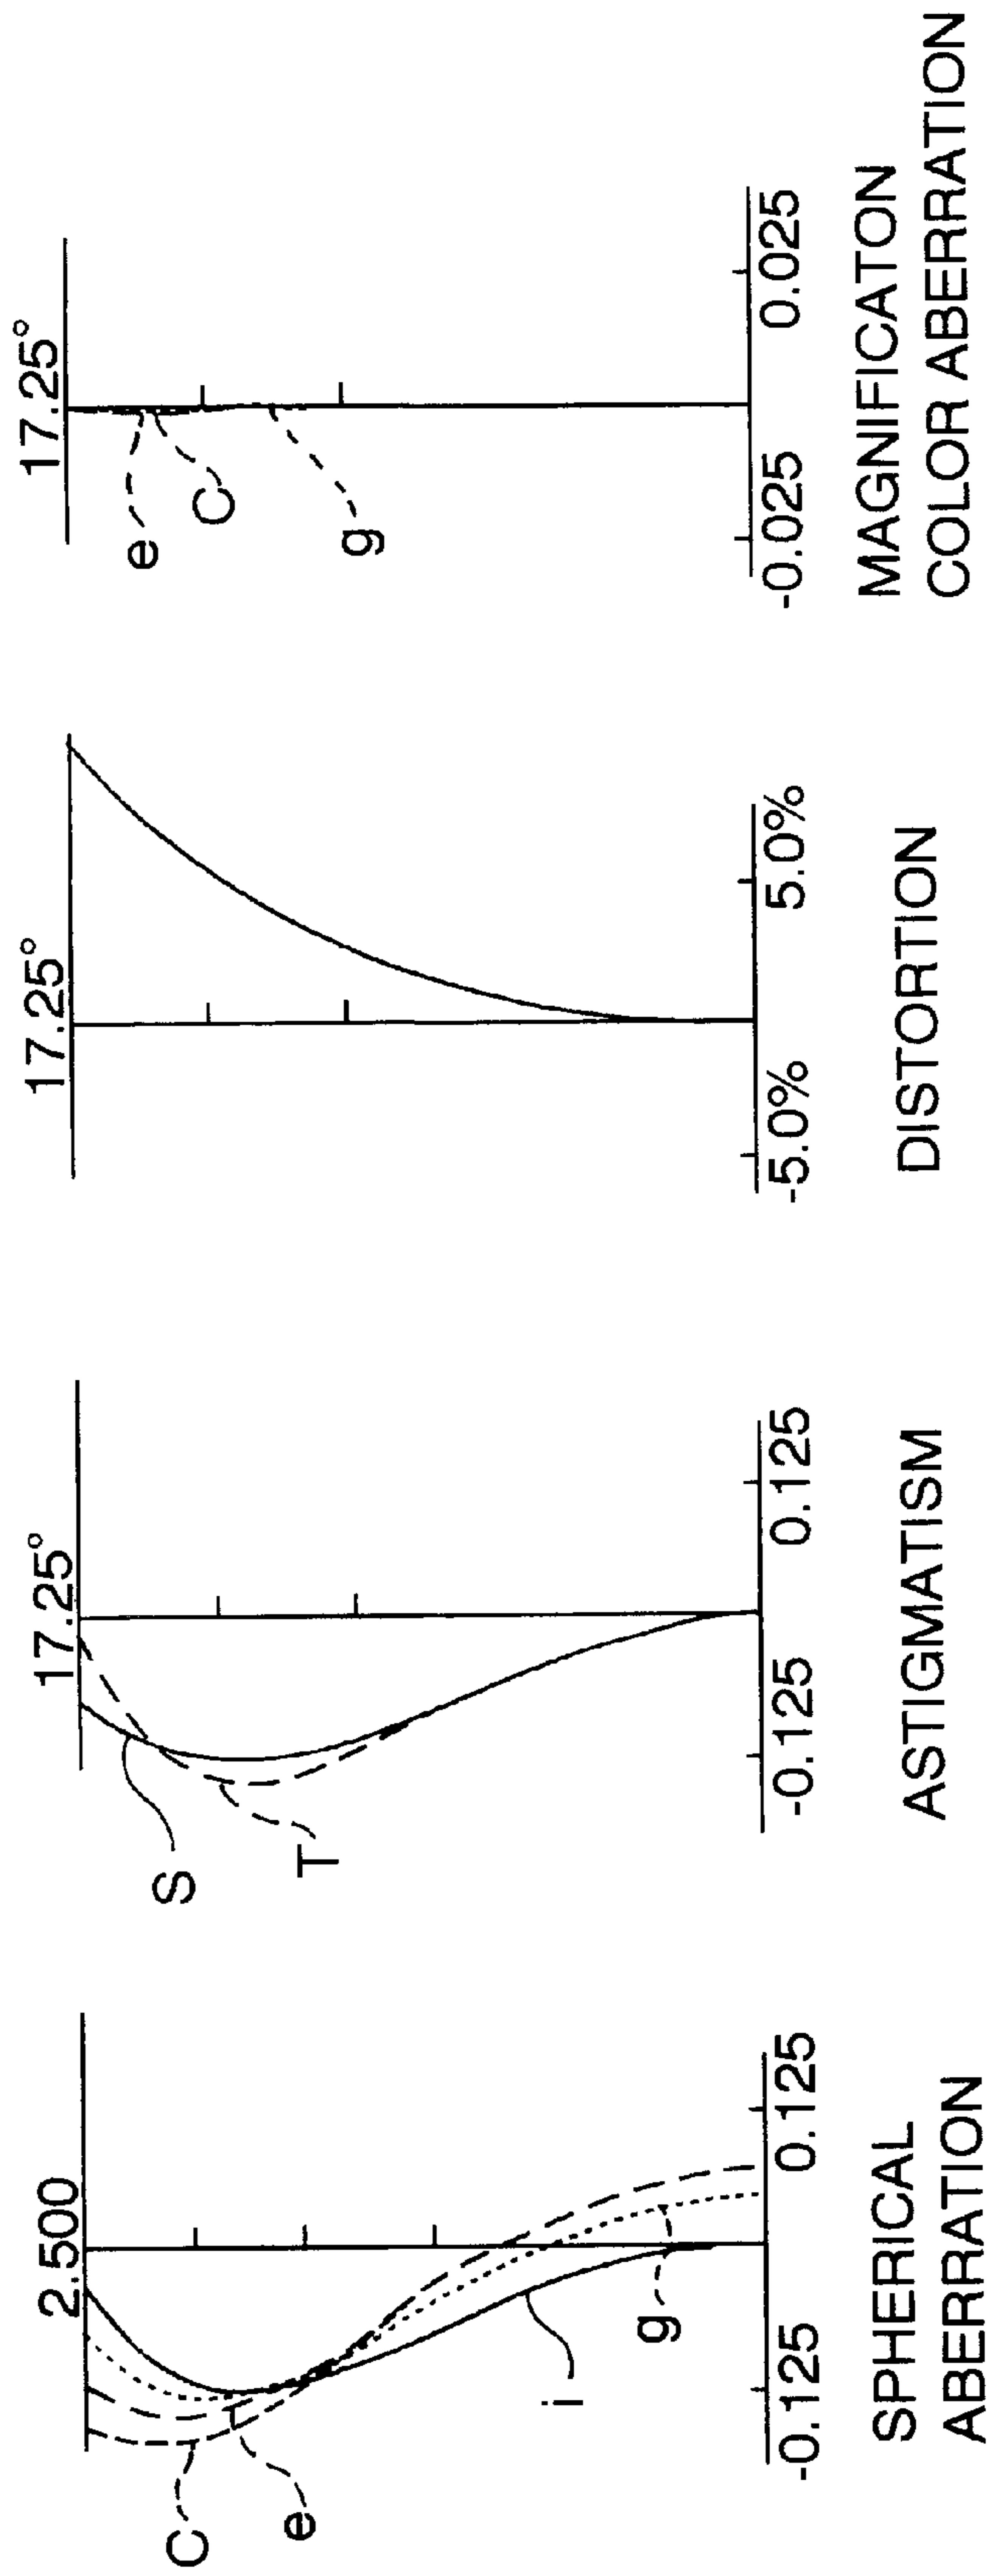 2.500
C
e
i
g
-0.125
0.125
SPHERICAL
ABERRATION
17.25°
S
T
-0.125
0.125
ASTIGMATISM
17.25°
-5.0%
5.0%
DISTORTION
17.25°
e
C
g
-0.025
0.025
MAGNIFICATON
COLOR ABERRATION